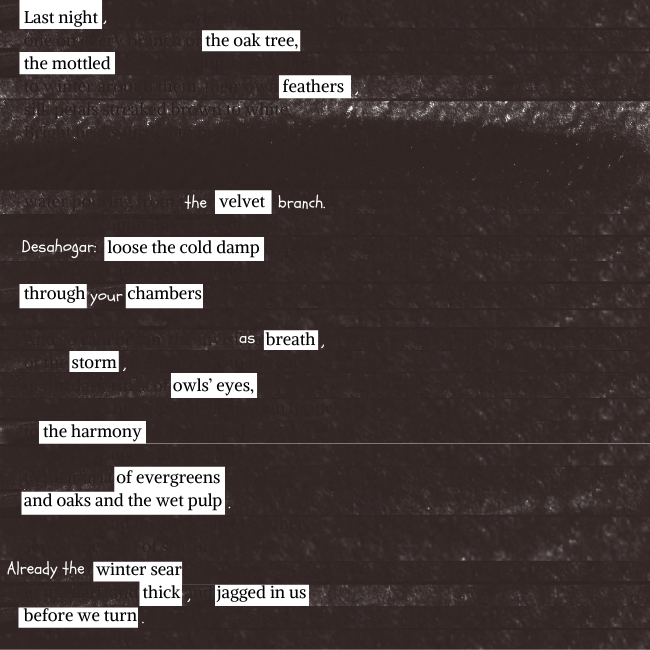 Last night,
the oak tree,
the mottled
feathers,
the velvet branch.
Desahogar: loose the cold damp
through your chambers
as breath,
storm,
owls’ eyes,
the harmony
of evergreens
and oaks and the wet pulp.
Already the winter sear
thick, jagged in us
before we turn.